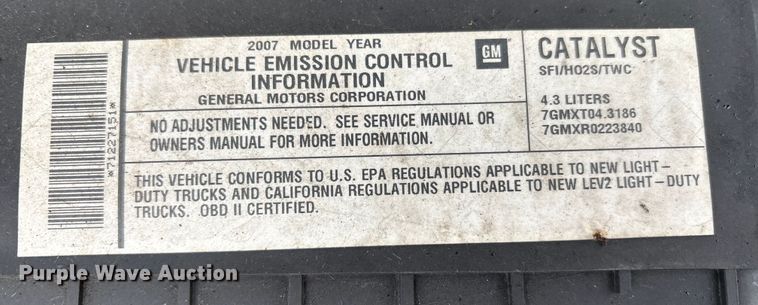 2007 MODEL YEAR
VEHICLE EMISSION CONTROL
INFORMATION
GENERAL MOTORS CORPORATION
GM
CATALYST
SFI/HO2S/TWC
4.3 LITERS
7GMXT04.3186
7GMXR0223840
NO ADJUSTMENTS NEEDED. SEE SERVICE MANUAL OR
OWNERS MANUAL FOR MORE INFORMATION.
THIS VEHICLE CONFORMS TO U.S. EPA REGULATIONS APPLICABLE TO NEW LIGHT-
DUTY TRUCKS AND CALIFORNIA REGULATIONS APPLICABLE TO NEW LEV2 LIGHT-DUTY
TRUCKS. OBD II CERTIFIED.
*71227151*
Purple Wave Auction